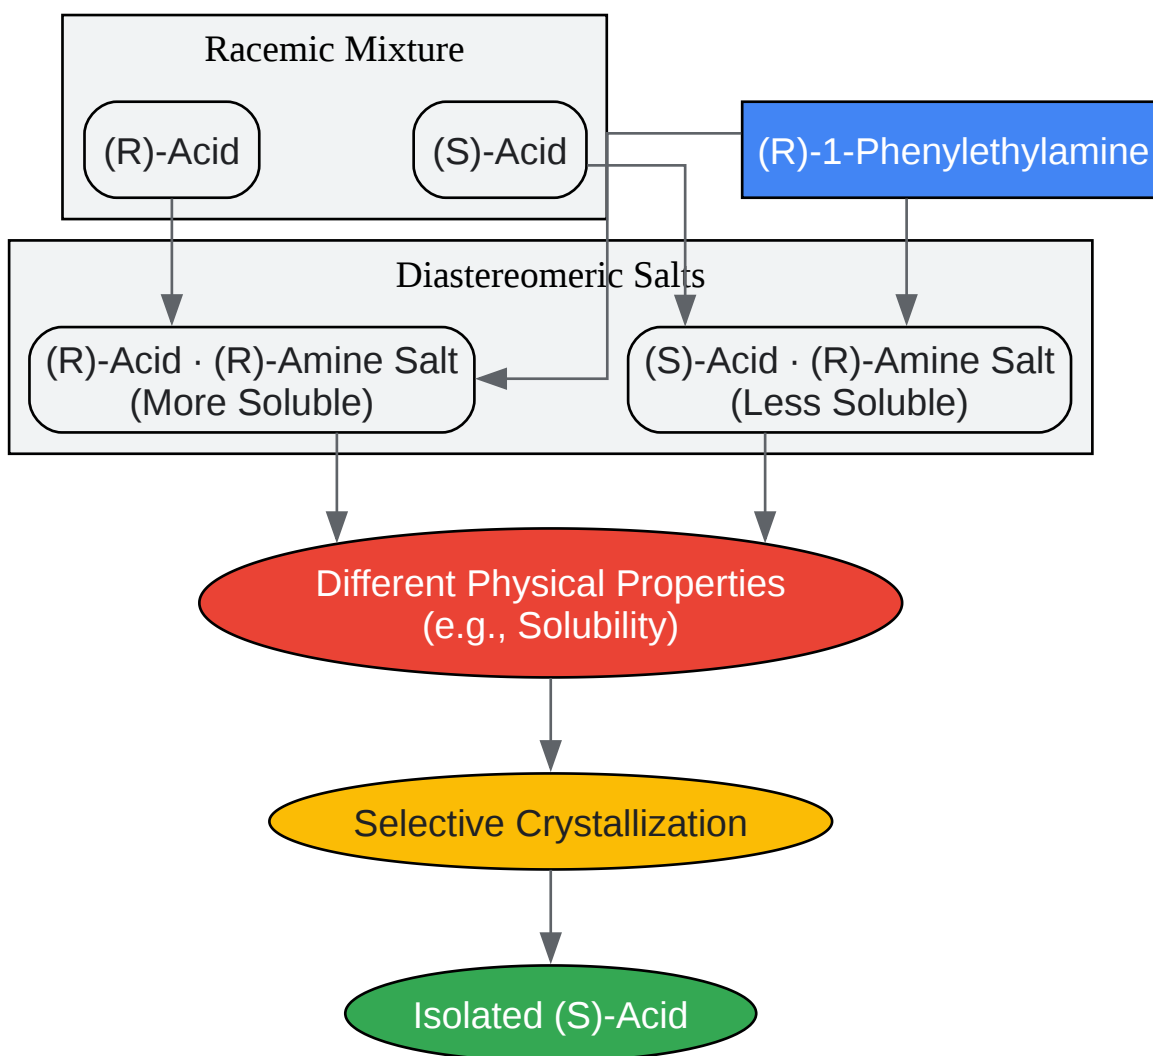 Racemic Mixture
(R)-Acid
(S)-Acid
(R)-1-Phenylethylamine
Diastereomeric Salts
(R)-Acid · (R)-Amine Salt
(More Soluble)
(S)-Acid · (R)-Amine Salt
(Less Soluble)
Different Physical Properties
(e.g., Solubility)
Selective Crystallization
Isolated (S)-Acid